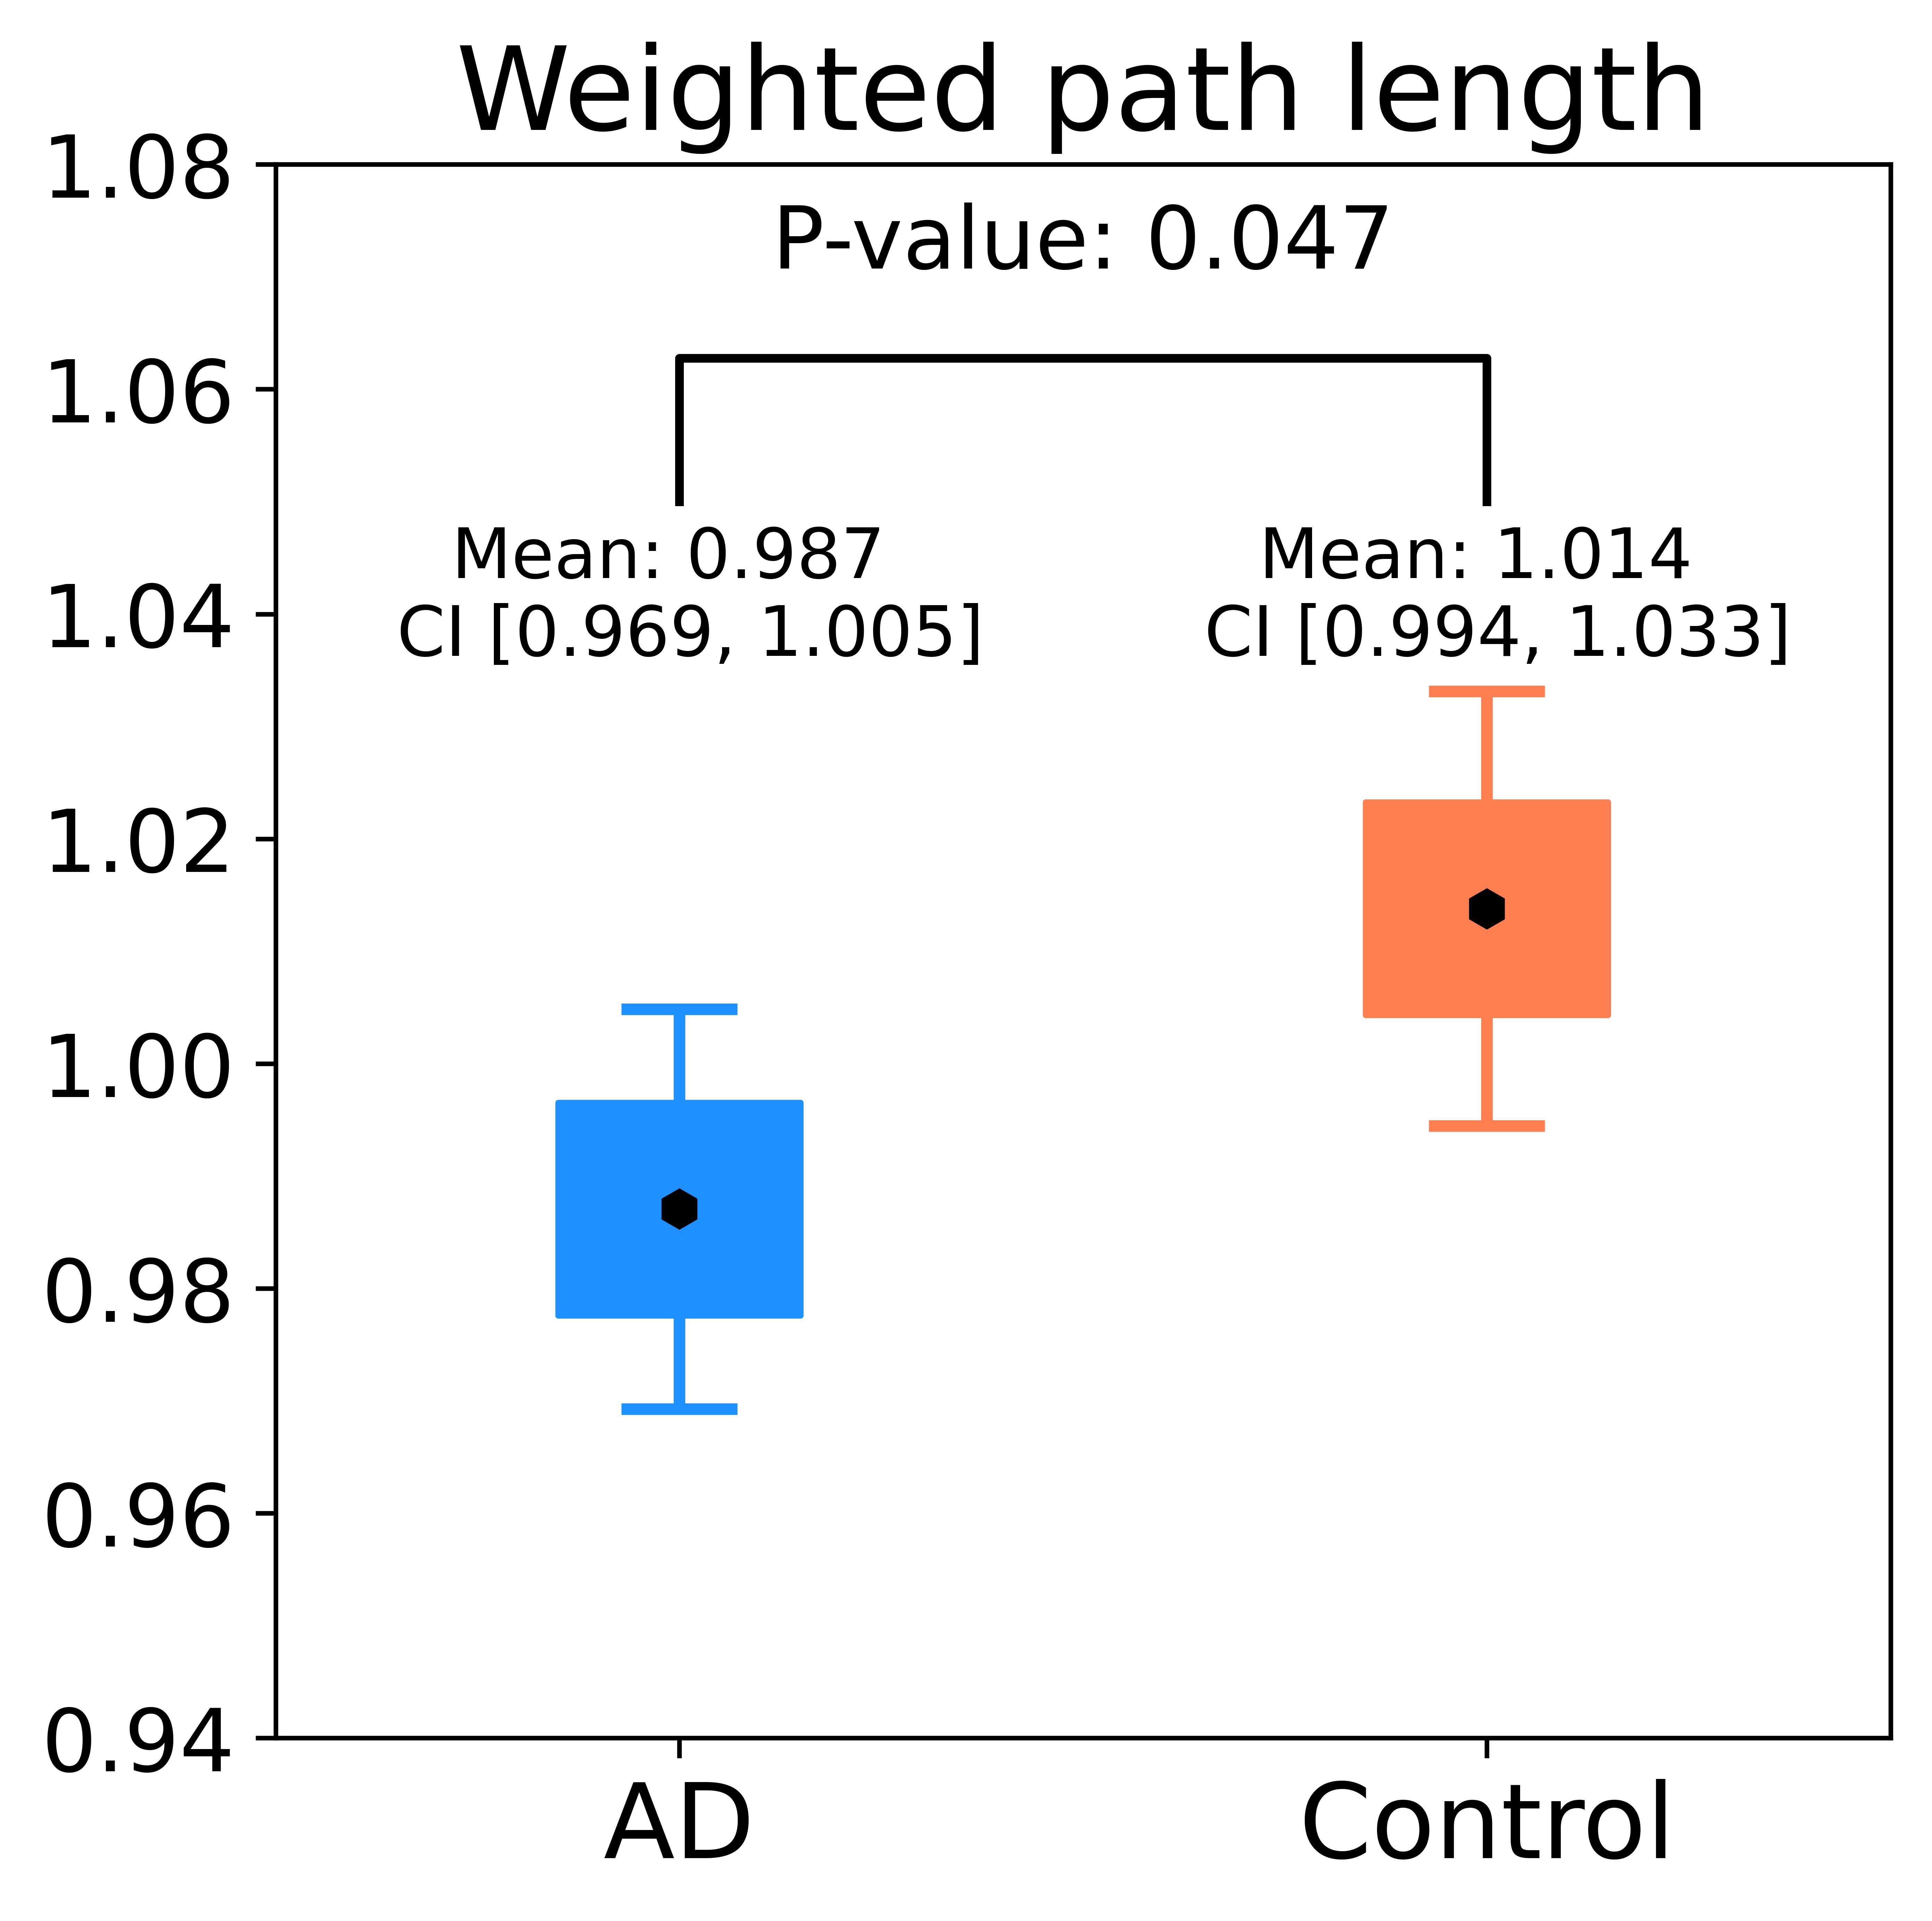 Weighted path length
1.08
P-value: 0.047
1.06
Mean: 0.987 Mean: 1.014
1.04
CI [0.969, 1.005] CI [0.994, 1.033]
1.02
1.00
0.98
0.96
0.94
AD Control